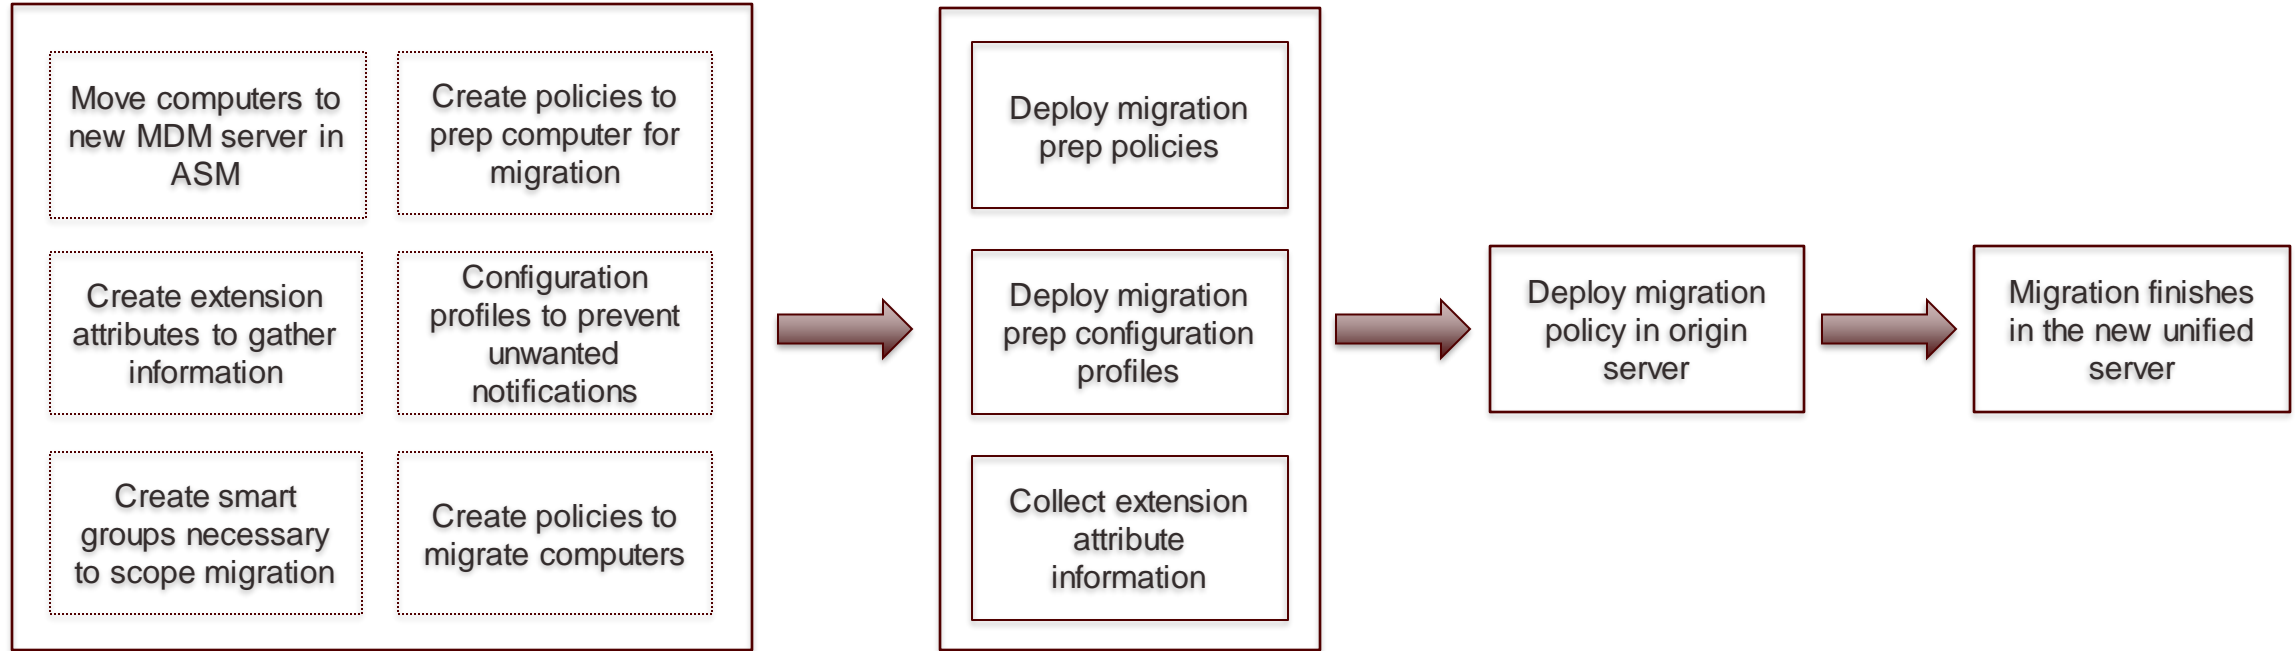 Move computers to
new MDM server in
ASM
Create policies to
prep computer for
migration
Create extension
attributes to gather
information
Configuration
profiles to prevent
unwanted
notifications
Create smart
groups necessary
to scope migration
Create policies to
migrate computers
Deploy migration
prep policies
Deploy migration
prep configuration
profiles
Collect extension
attribute
information
Deploy migration
policy in origin
server
Migration finishes
in the new unified
server